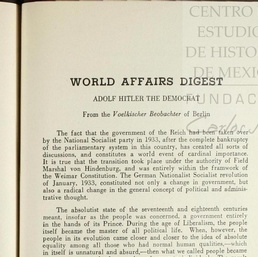 CENTRO
ESTUDIO
DE HISTO
DE MEXIC
FUNDAC
WORLD AFFAIRS DIGEST
ADOLF HITLER THE DEMOCRAT
From the Voelkischer Beobachter of Berlin
The fact that the government of the Reich had been taken over
by the National Socialist party in 1933, after the complete bankruptcy
of the parliamentary system in this country, has created all sorts of
discussions, and constitutes a world event of cardinal importance.
It is true that the transition took place under the authority of Field
Marshal von Hindenburg, and was entirely within the framework of
the Weimar Constitution. The German Nationalist Socialist revolution
of January, 1933, constituted not only a change in government, but
also a radical change in the general concept of political and adminis-
trative thought.
The absolutist state of the seventeenth and eighteenth centuries
meant, insofar as the people was concerned, a government entirely
in the hands of its Prince. During the age of Liberalism, the people
itself became the master of all political life. When, however, the
people in its evolution came closer and closer to the idea of absolute
equality among all those who had normal human qualities,—which
in itself is unnatural and absurd,—then what we called people became